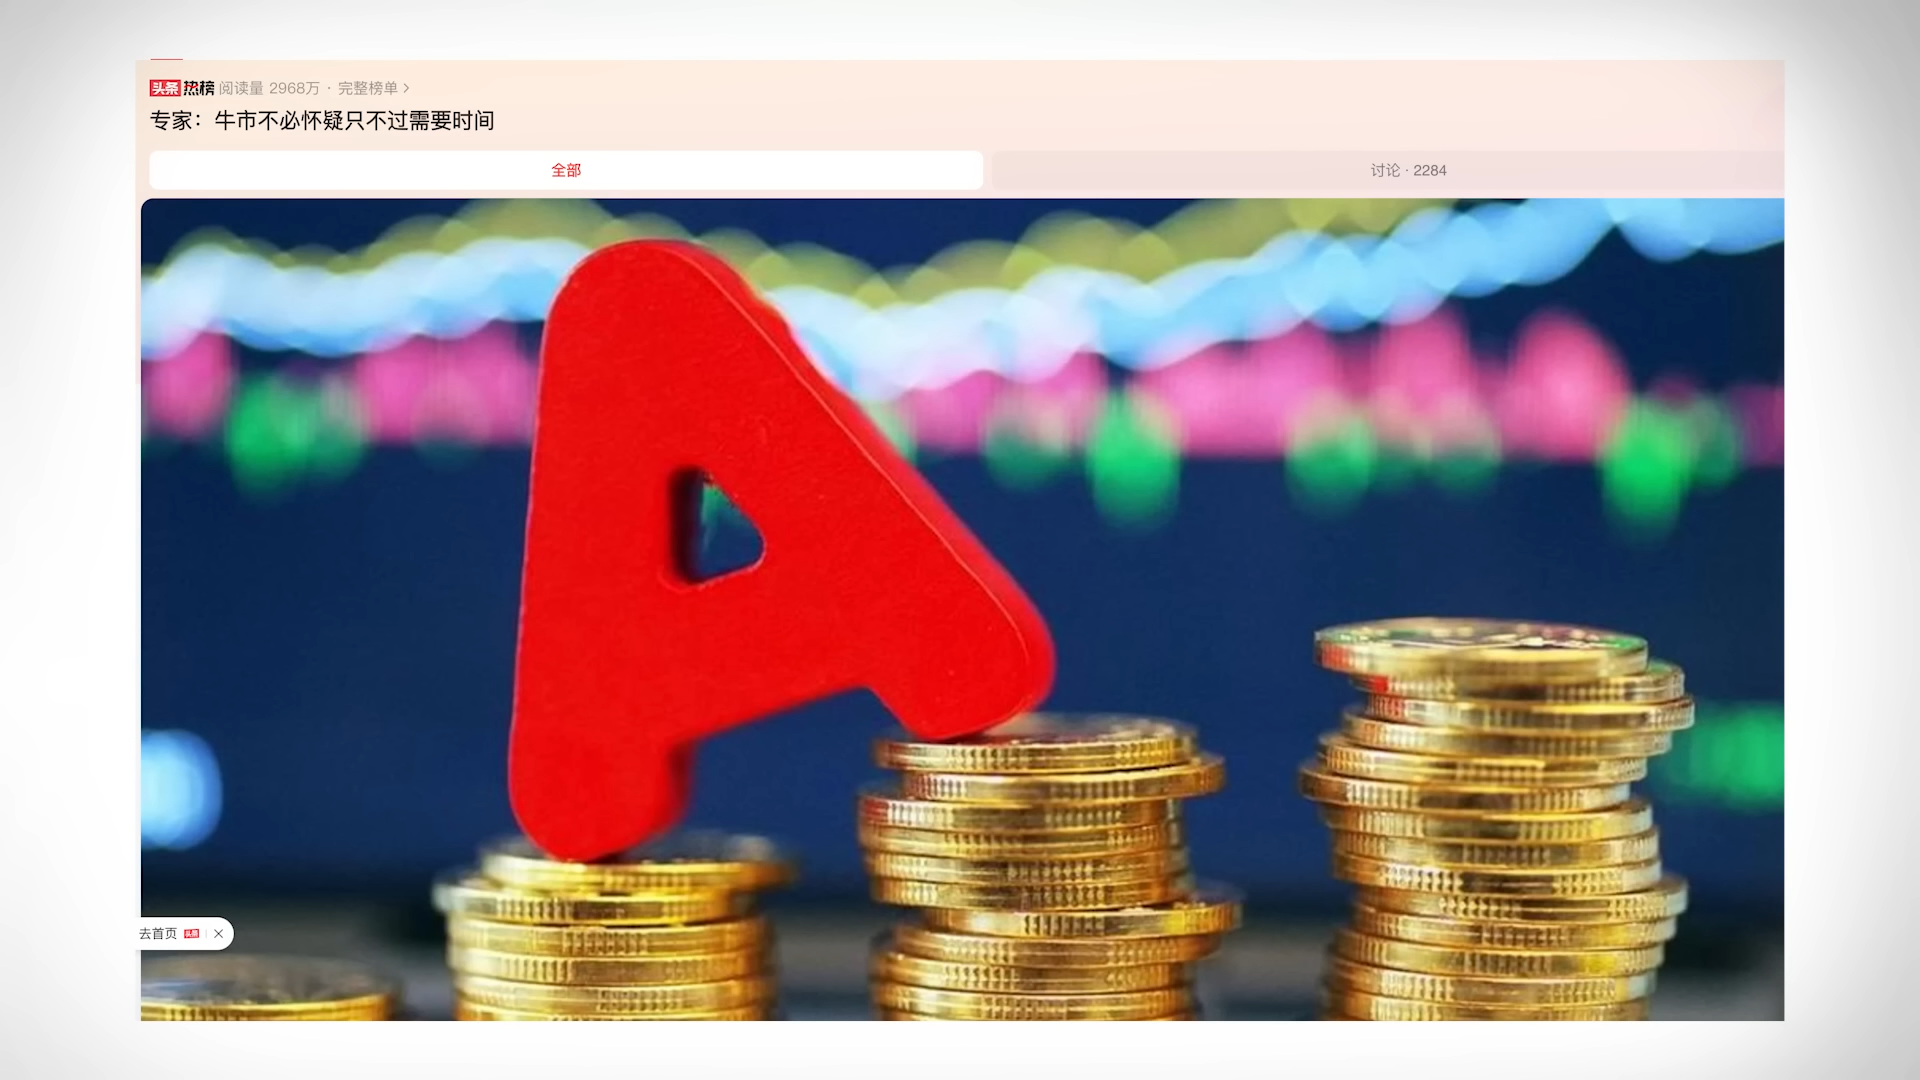 头条热榜 阅读量 2968万 · 完整榜单 >
专家：牛市不必怀疑只不过需要时间
全部
讨论 · 2284
A
去首页 头条 ×